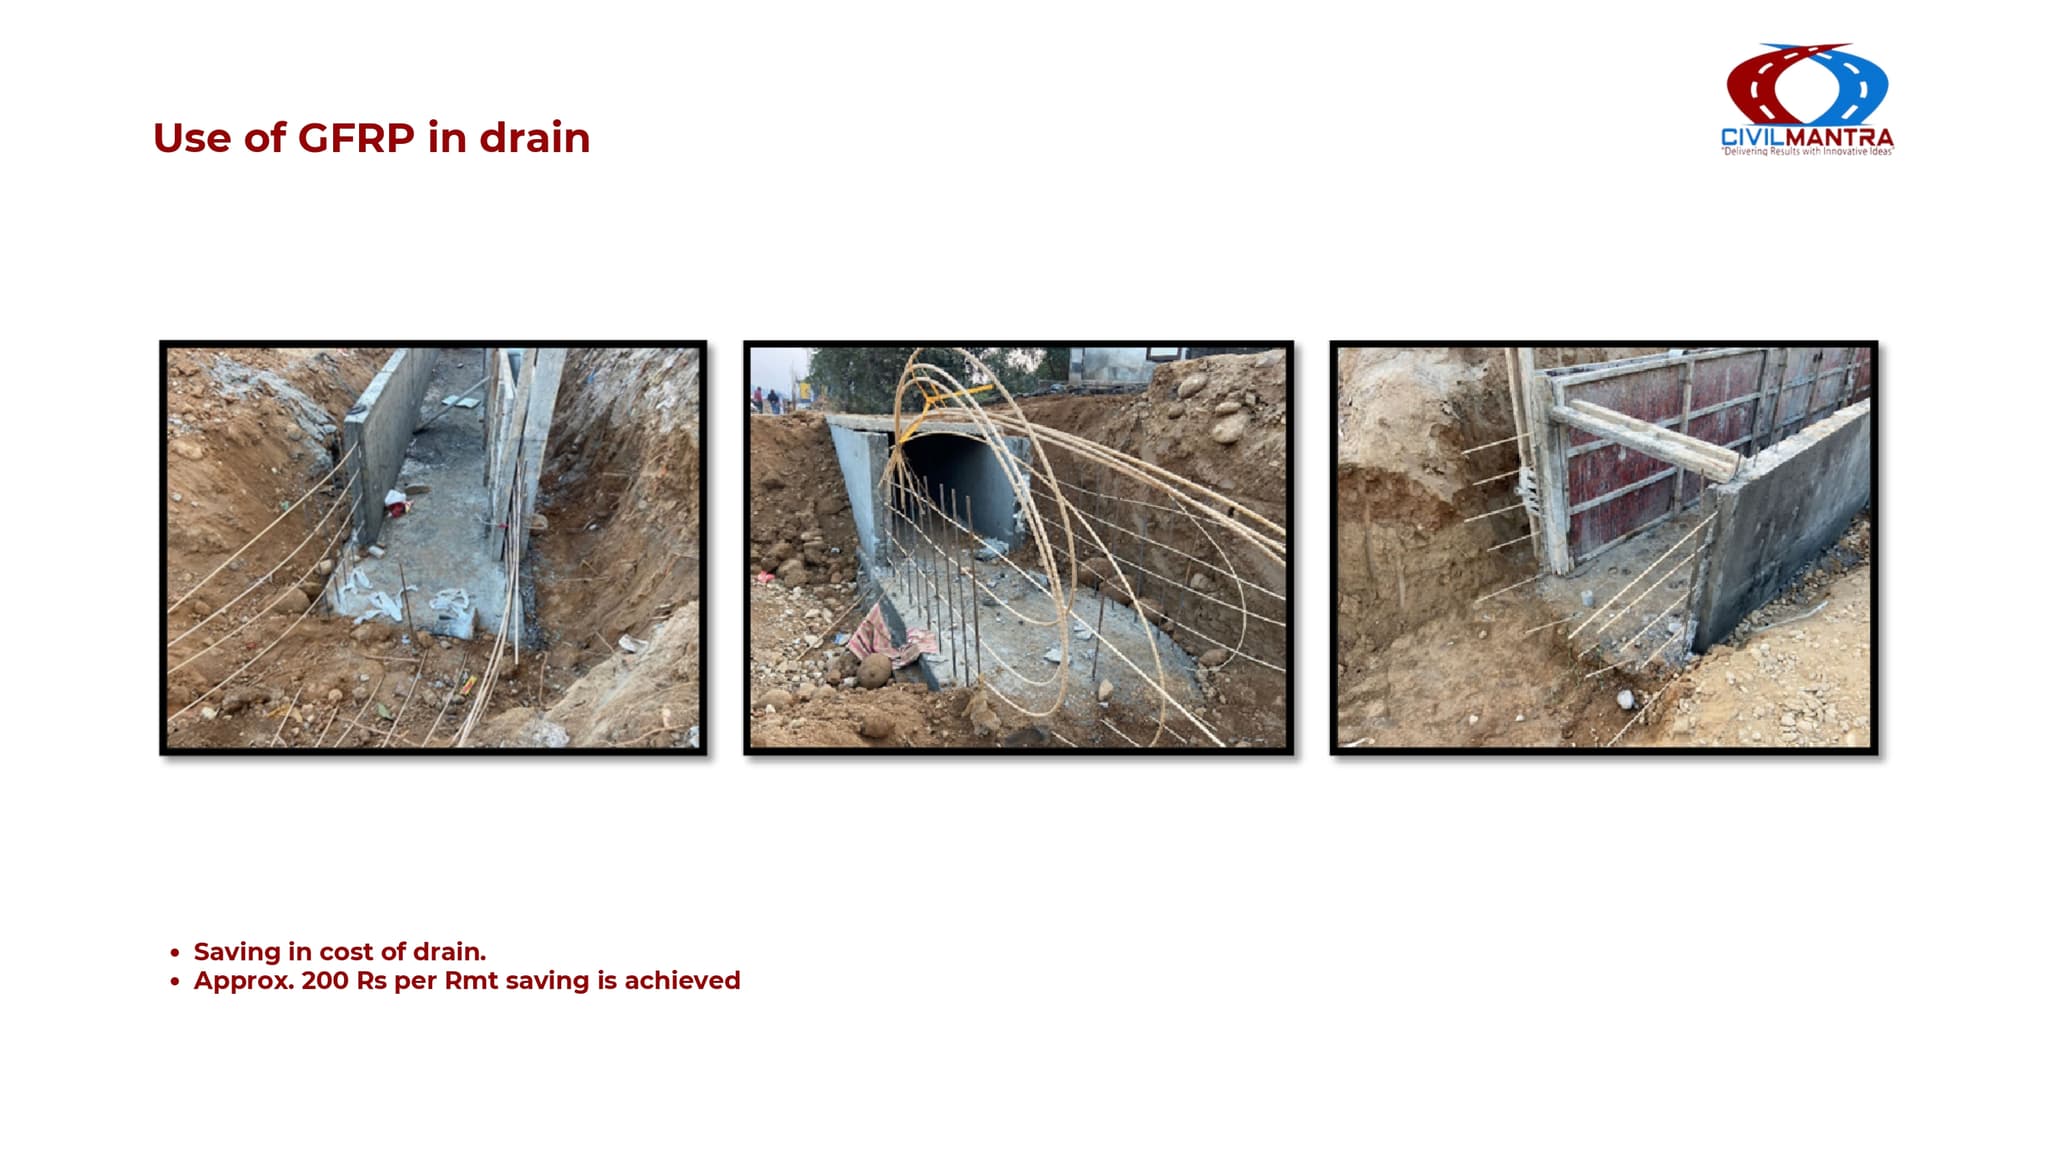 Use of GFRP in drain
CIVILMANTRA
"Delivering Results with Innovative Ideas"
• Saving in cost of drain.
• Approx. 200 Rs per Rmt saving is achieved